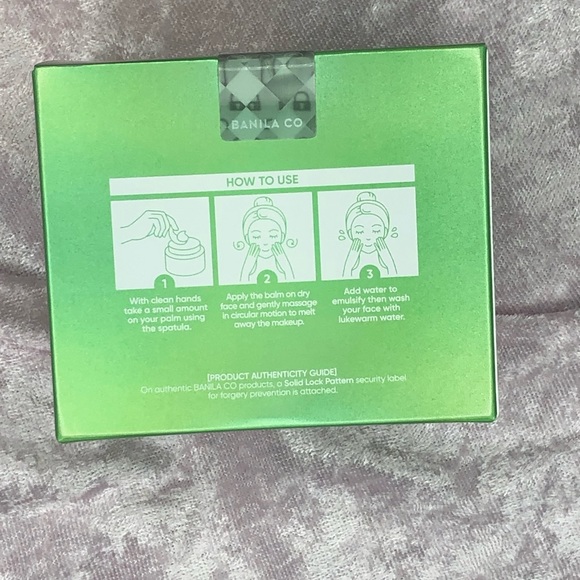 BANILA CO
HOW TO USE
1
With clean hands
take a small amount
on your palm using
the spatula.
2
Apply the balm on dry
face and gently massage
in circular motion to melt
away the makeup.
3
Add water to
emulsify then wash
your face with
lukewarm water.
[PRODUCT AUTHENTICITY GUIDE]
On authentic BANILA CO products, a Solid Lock Pattern security label
for forgery prevention is attached.